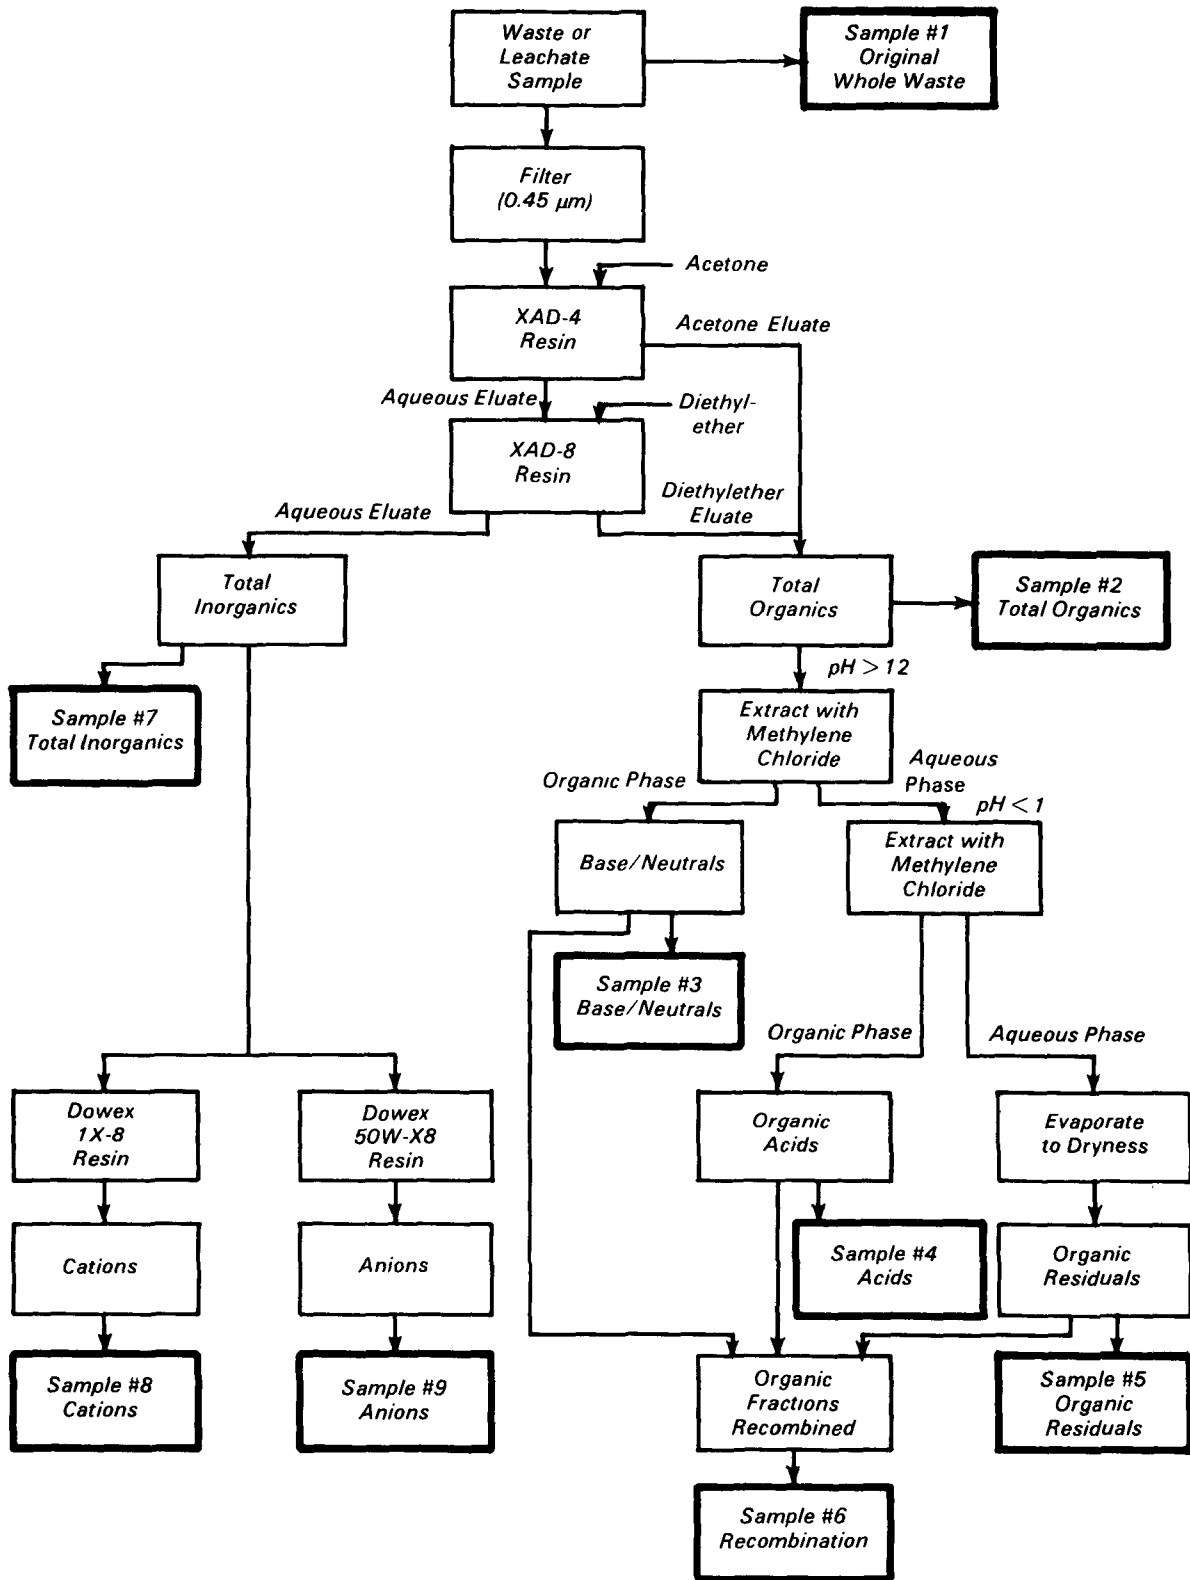 Waste or
Leachate
Sample
Sample #1
Original
Whole Waste
Filter
(0.45 μm)
Acetone
XAD-4
Resin
Acetone Eluate
Aqueous Eluate
Diethyl-
ether
XAD-8
Resin
Diethylether
Eluate
Aqueous Eluate
Total
Inorganics
Total
Organics
Sample #2
Total Organics
pH > 12
Sample #7
Total Inorganics
Extract with
Methylene
Chloride
Organic Phase
Aqueous
Phase
pH < 1
Base/Neutrals
Extract with
Methylene
Chloride
Sample #3
Base/Neutrals
Organic Phase
Aqueous Phase
Dowex
1X-8
Resin
Dowex
50W-X8
Resin
Organic
Acids
Evaporate
to Dryness
Cations
Anions
Sample #4
Acids
Organic
Residuals
Sample #8
Cations
Sample #9
Anions
Organic
Fractions
Recombined
Sample #5
Organic
Residuals
Sample #6
Recombination